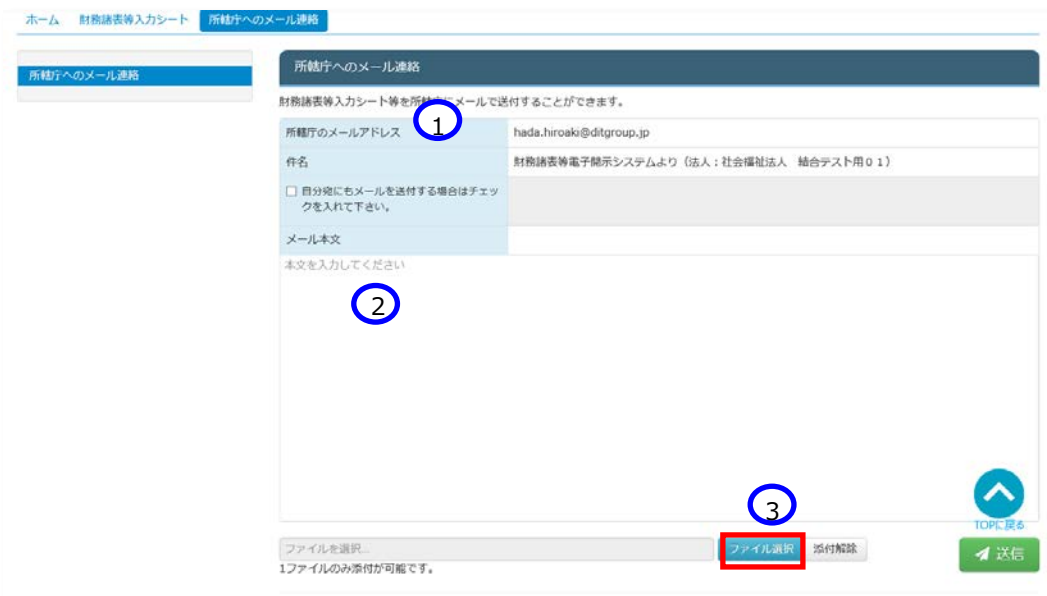 ホーム 財務諸表等入力シート 所轄庁へのメール連絡
所轄庁へのメール連絡
所轄庁へのメール連絡
財務諸表等入力シート等を所轄庁にメールで送付することができます。
1
所轄庁のメールアドレス hada.hiroaki@ditgroup.jp
件名 財務諸表等電子開示システムより（法人：社会福祉法人 結合テスト用０１）
自分宛にもメールを送付する場合はチェッ
クを入れて下さい。
メール本文
本文を入力してください
2
3
TOPに戻る
ファイルを選択... ファイル選択 添付解除 送信
1ファイルのみ添付が可能です。